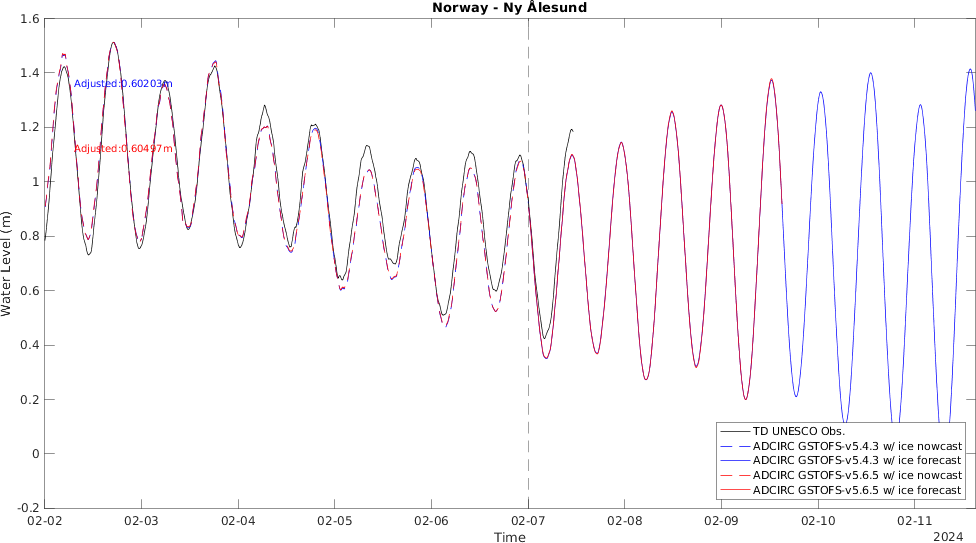 Norway - Ny Ålesund
1.6
1.4
Adjusted:0.60203m
1.2
Adjusted:0.60497m
1
0.8
Water Level (m)
0.6
0.4
0.2
TD UNESCO Obs.
ADCIRC GSTOFS-v5.4.3 w/ ice nowcast
0
ADCIRC GSTOFS-v5.4.3 w/ ice forecast
ADCIRC GSTOFS-v5.6.5 w/ ice nowcast
ADCIRC GSTOFS-v5.6.5 w/ ice forecast
-0.2
02-02 02-03 02-04 02-05 02-06 02-07 02-08 02-09 02-10 02-11
Time
2024